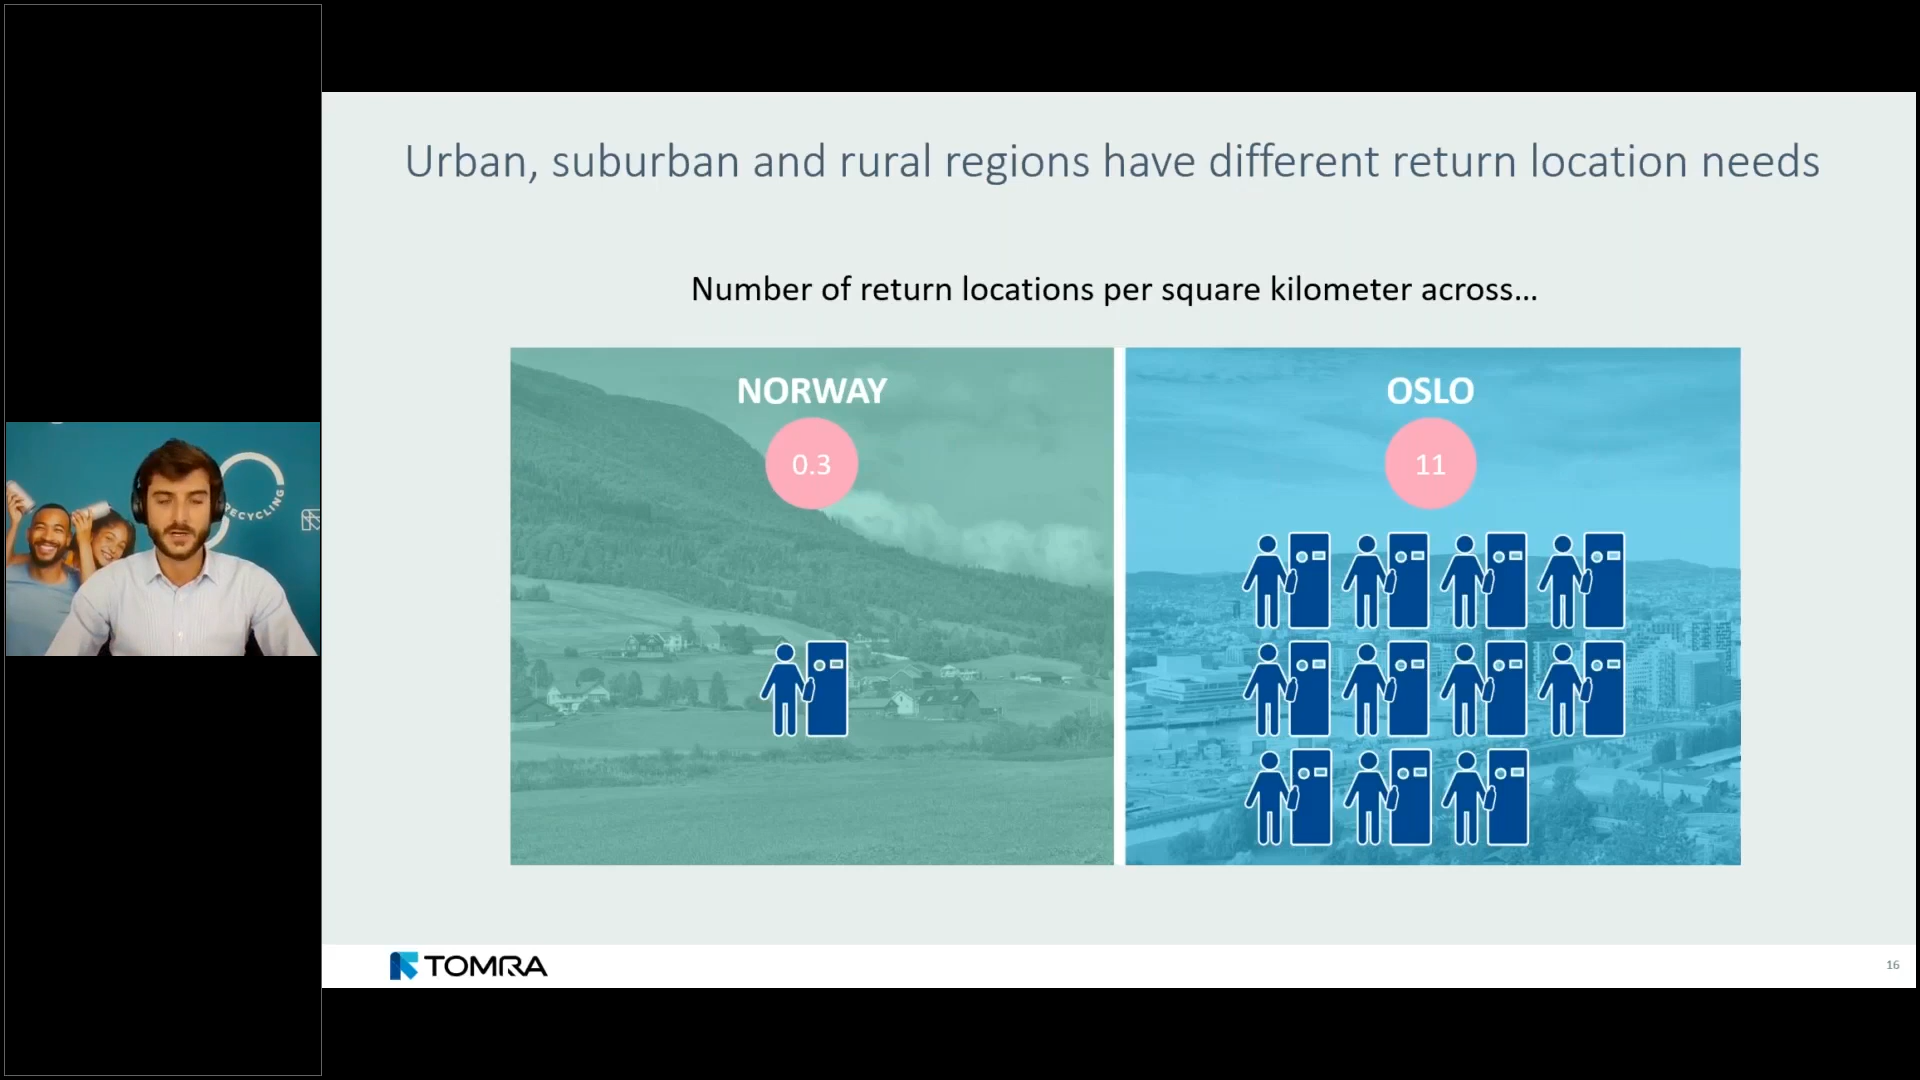 Urban, suburban and rural regions have different return location needs
Number of return locations per square kilometer across...
NORWAY
0.3
OSLO
11
RECYCLING
TOMRA
16